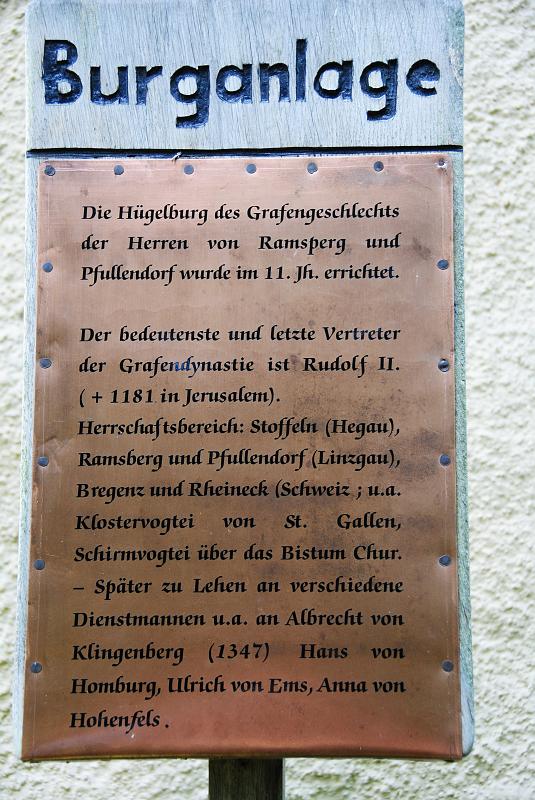 Burganlage
Die Hügelburg des Grafengeschlechts
der Herren von Ramsperg und
Pfullendorf wurde im 11. Jh. errichtet.
Der bedeutenste und letzte Vertreter
der Grafendynastie ist Rudolf II.
( + 1181 in Jerusalem).
Herrschaftsbereich: Stoffeln (Hegau),
Ramsberg und Pfullendorf (Linzgau),
Bregenz und Rheineck (Schweiz ; u.a.
Klostervogtei von St. Gallen,
Schirmvogtei über das Bistum Chur.
– Später zu Lehen an verschiedene
Dienstmannen u.a. an Albrecht von
Klingenberg (1347) Hans von
Homburg, Ulrich von Ems, Anna von
Hohenfels .